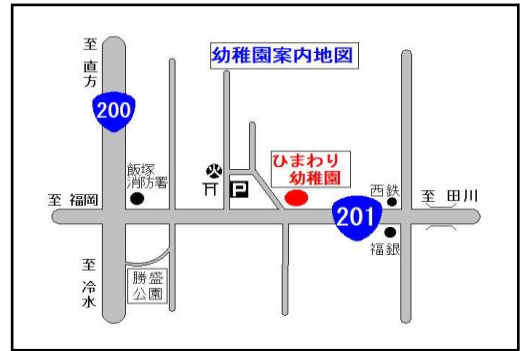 幼稚園案内地図
至
直
方
200
飯塚
消防署
火
P
ひまわり
幼稚園
西鉄
至 田川
至 福岡
201
福銀
至
冷
水
勝盛
公園